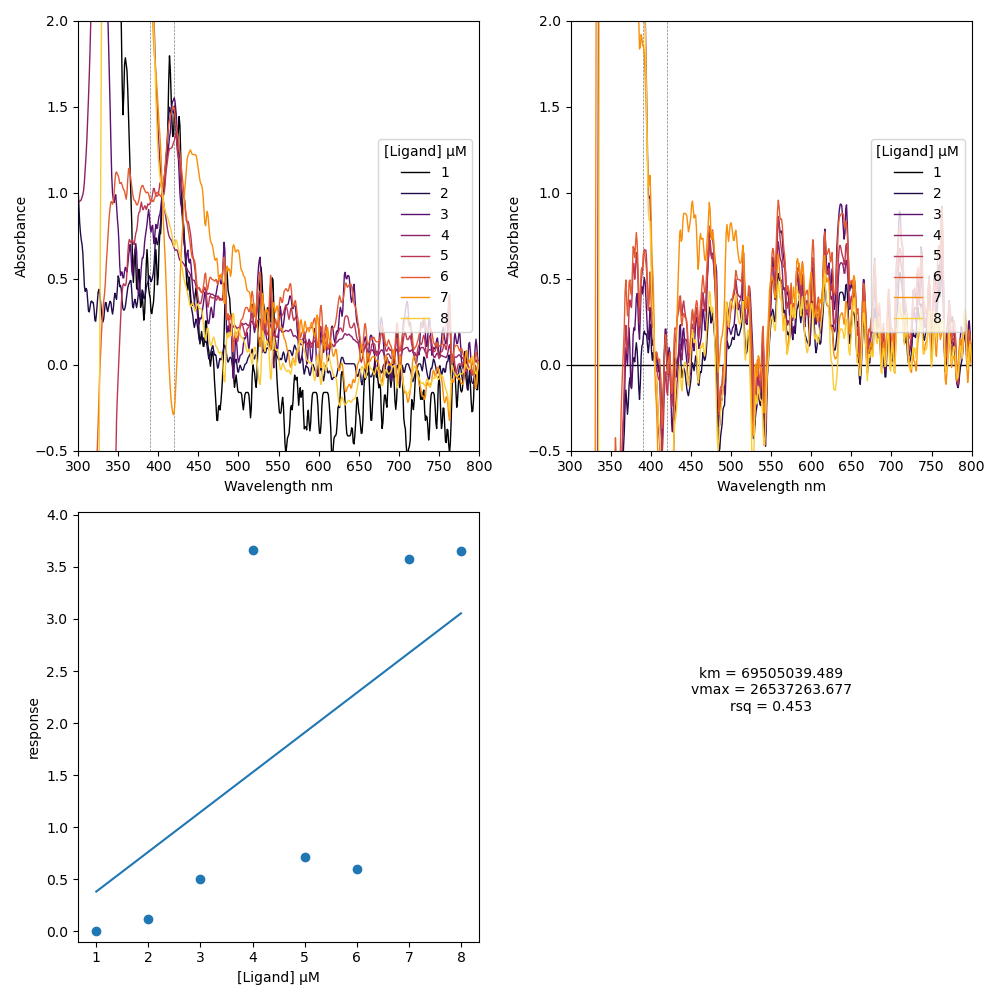 2.0
1.5
1.0
0.5
0.0
−0.5
Absorbance
300 350 400 450 500 550 600 650 700 750 800
Wavelength nm
[Ligand] μM
1
2
3
4
5
6
7
8
2.0
1.5
1.0
0.5
0.0
−0.5
Absorbance
300 350 400 450 500 550 600 650 700 750 800
Wavelength nm
[Ligand] μM
1
2
3
4
5
6
7
8
4.0
3.5
3.0
2.5
2.0
1.5
1.0
0.5
0.0
response
1 2 3 4 5 6 7 8
[Ligand] μM
km = 69505039.489
vmax = 26537263.677
rsq = 0.453